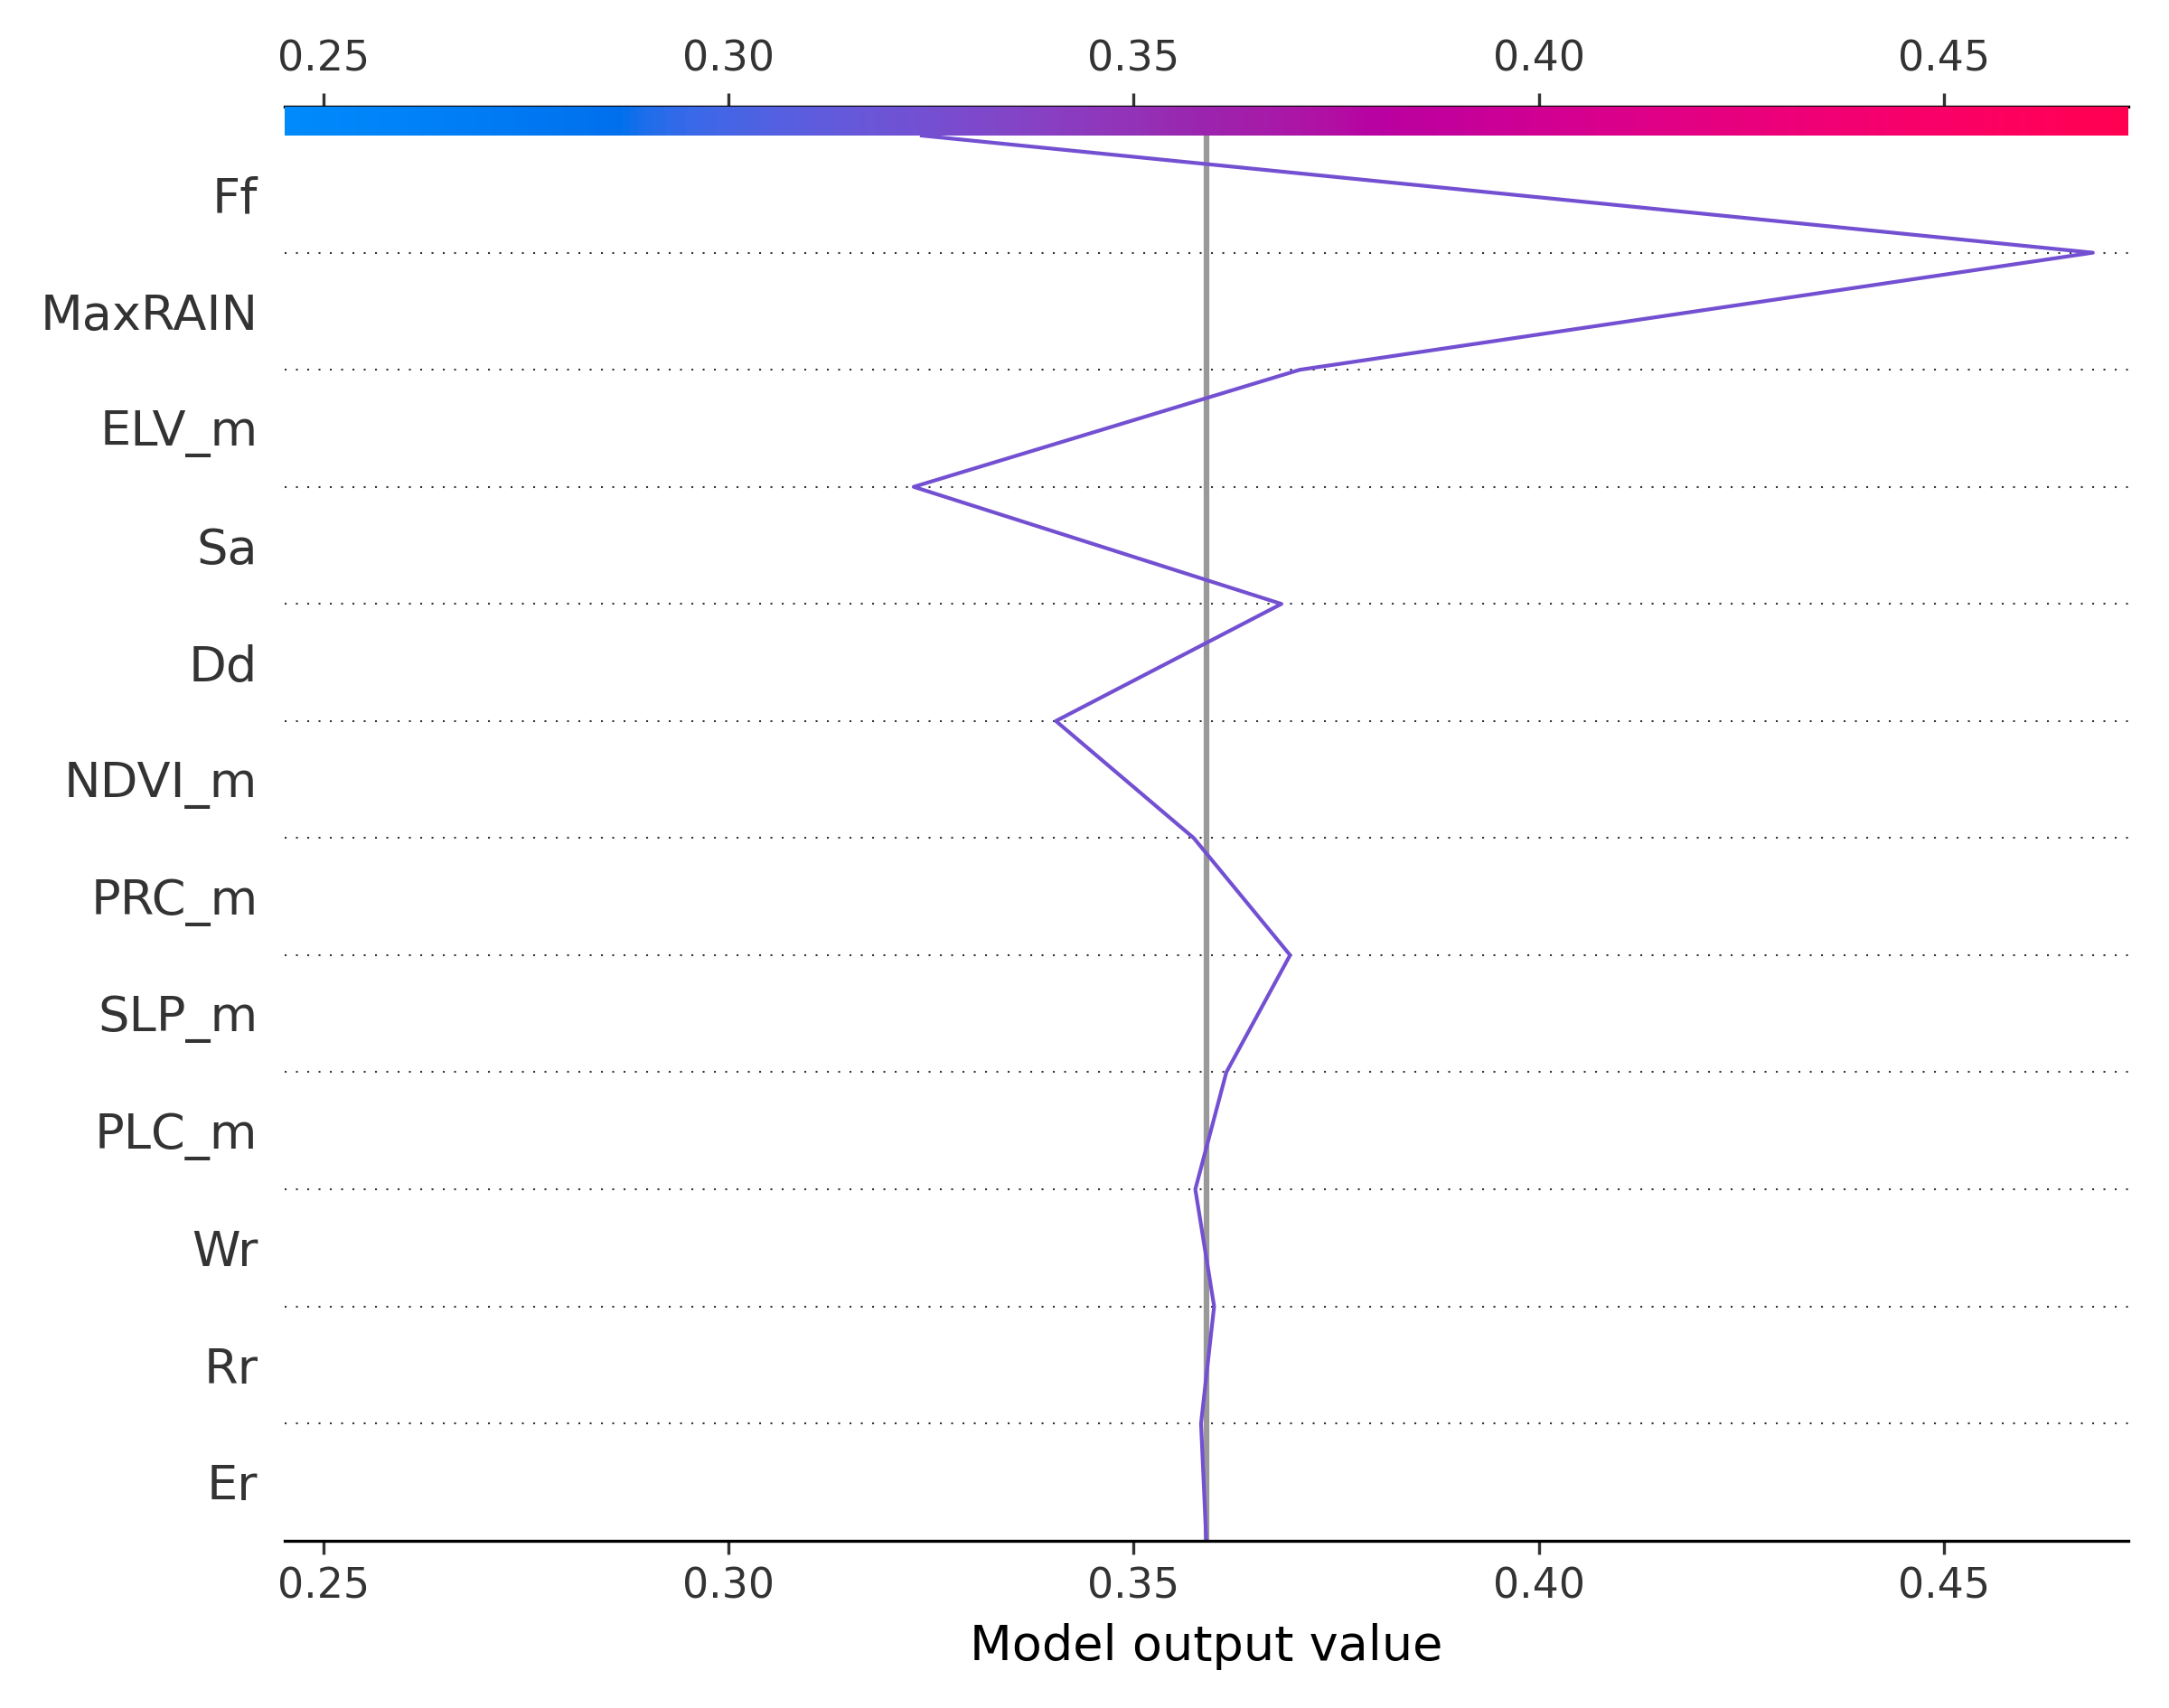 0.25 0.30 0.35 0.40 0.45
Ff
MaxRAIN
ELV_m
Sa
Dd
NDVI_m
PRC_m
SLP_m
PLC_m
Wr
Rr
Er
0.25 0.30 0.35 0.40 0.45
Model output value